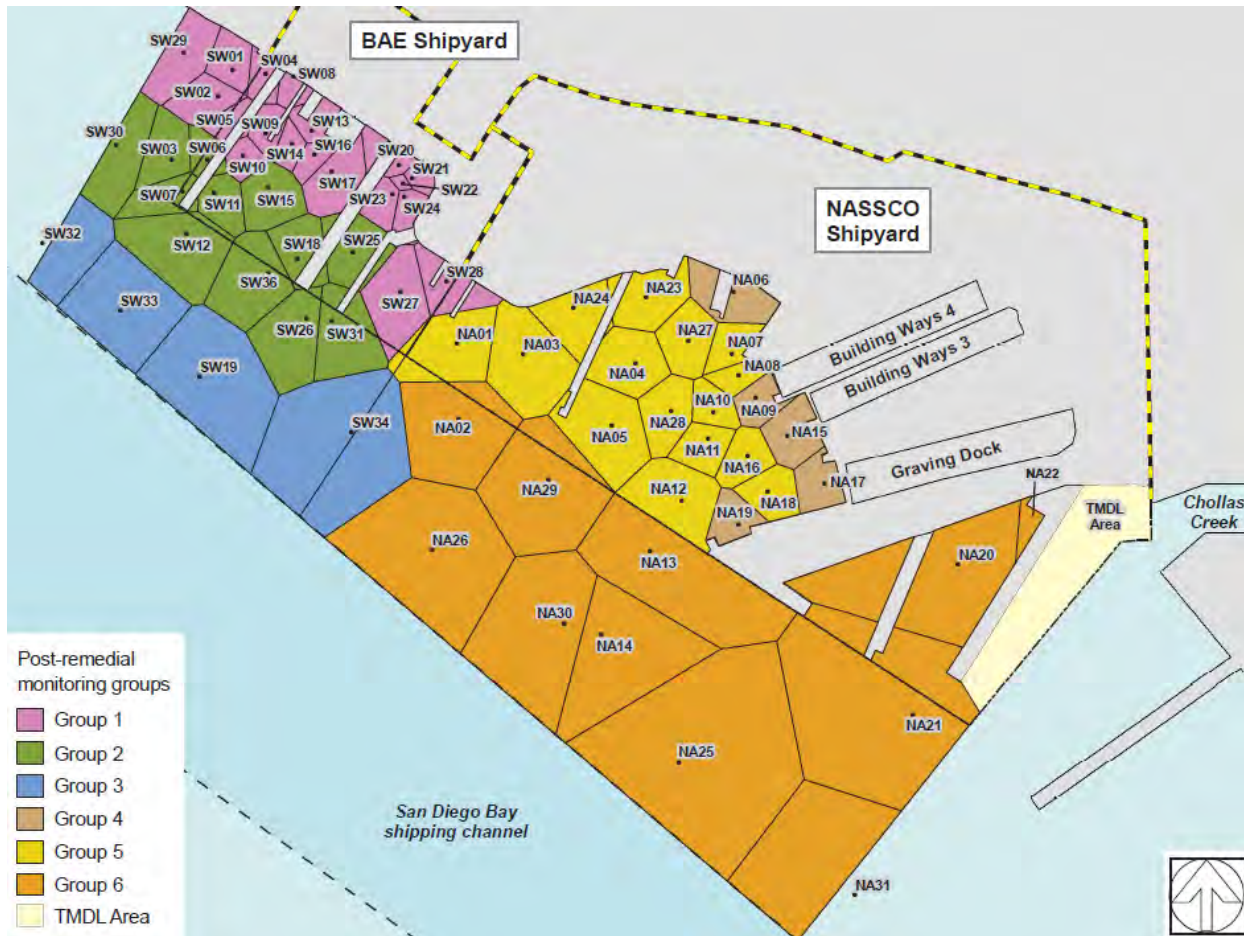 BAE Shipyard
SW29
SW01
SW04
SW08
SW02
SW05
SW09
SW13
SW30
SW03
SW06
SW14
SW16
SW20
SW10
SW21
SW17
SW22
SW07
SW11
SW15
SW23
SW24
NASSCO
Shipyard
SW32
SW12
SW18
SW25
SW36
SW28
NA06
SW33
SW27
NA24
NA23
SW26
SW31
NA01
NA03
NA27
NA07
Building Ways 4
SW19
NA04
NA08
Building Ways 3
NA10
NA09
SW34
NA02
NA05
NA28
NA15
NA11
NA16
Graving Dock
NA29
NA12
NA18
NA17
NA22
NA19
TMDL
Area
Chollas
Creek
NA26
NA13
NA20
NA30
NA14
NA21
NA25
San Diego Bay
shipping channel
NA31
Post-remedial
monitoring groups
Group 1
Group 2
Group 3
Group 4
Group 5
Group 6
TMDL Area